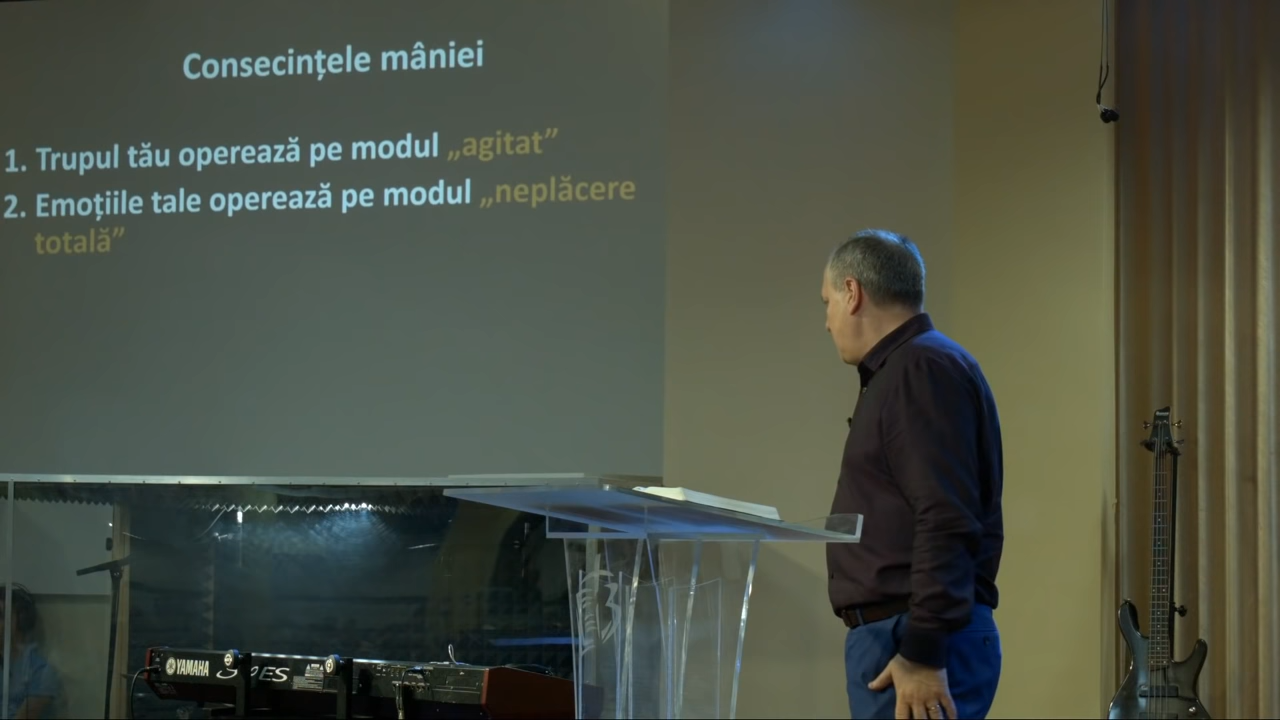 Consecințele mâniei
1. Trupul tău operează pe modul „agitat”
2. Emoțiile tale operează pe modul „neplăcere
totală”
YAMAHA